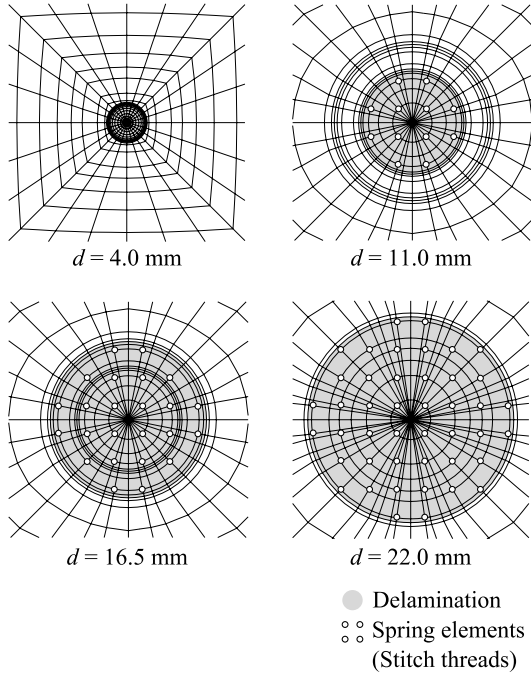 d = 4.0 mm
d = 11.0 mm
d = 16.5 mm
d = 22.0 mm
Delamination
Spring elements
(Stitch threads)